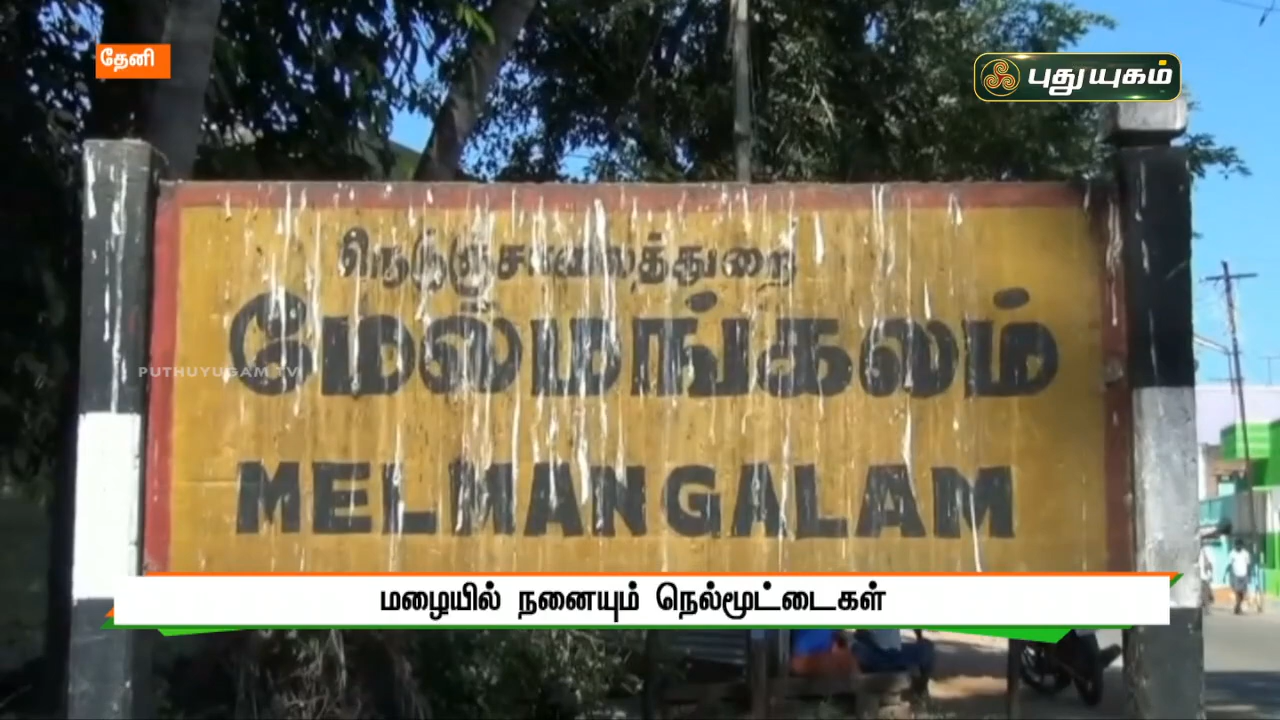 தேனி
புதுயுகம்
நெடுஞ்சாலைத்துறை
மேல்மங்கலம்
PUTHUYUGAM TV
MELMANGALAM
மழையில் நனையும் நெல்மூட்டைகள்